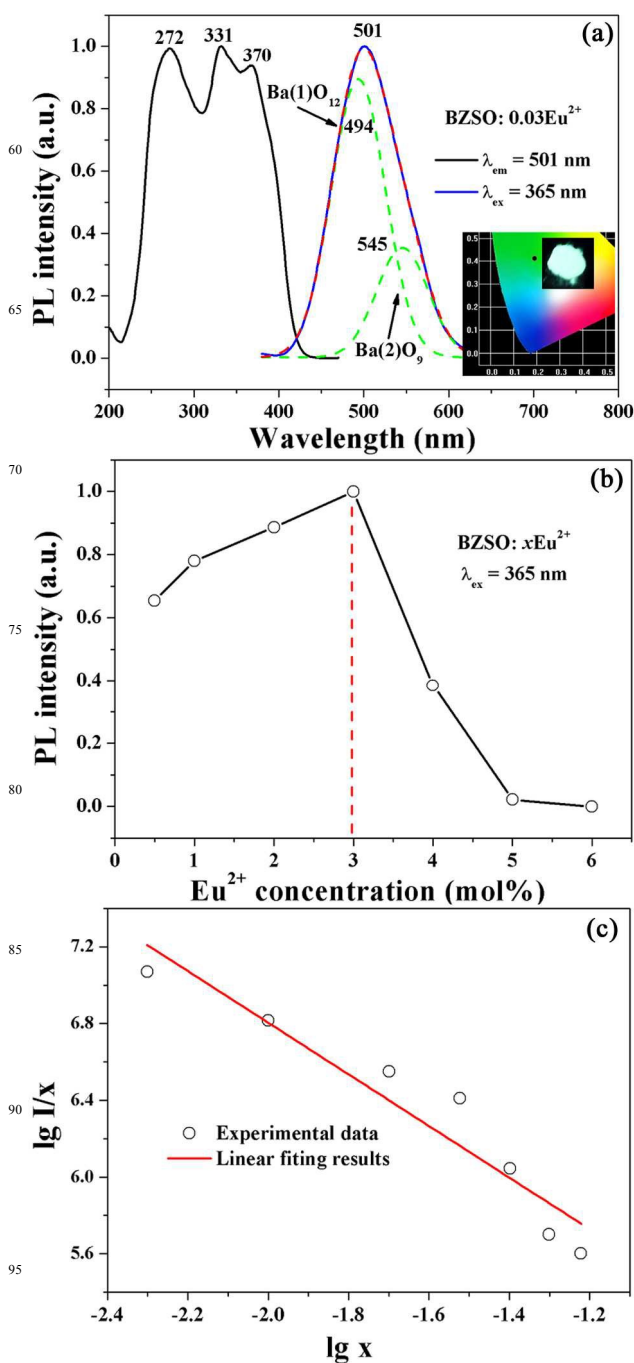 (a)
272
331
370
501
1.0
0.8
0.6
0.4
0.2
0.0
PL intensity (a.u.)
Ba(1)O12
494
545
Ba(2)O9
BZSO: 0.03Eu2+
λem = 501 nm
λex = 365 nm
0.5
0.4
0.3
0.2
0.1
0.0
0.0 0.1 0.2 0.3 0.4 0.5
200 300 400 500 600 700 800
Wavelength (nm)
60
65
70
(b)
1.0
0.8
0.6
0.4
0.2
0.0
PL intensity (a.u.)
BZSO: xEu2+
λex = 365 nm
0 1 2 3 4 5 6
Eu2+ concentration (mol%)
75
80
85
(c)
7.2
6.8
6.4
6.0
5.6
lg I/x
Experimental data
Linear fiting results
-2.4 -2.2 -2.0 -1.8 -1.6 -1.4 -1.2
lg x
90
95